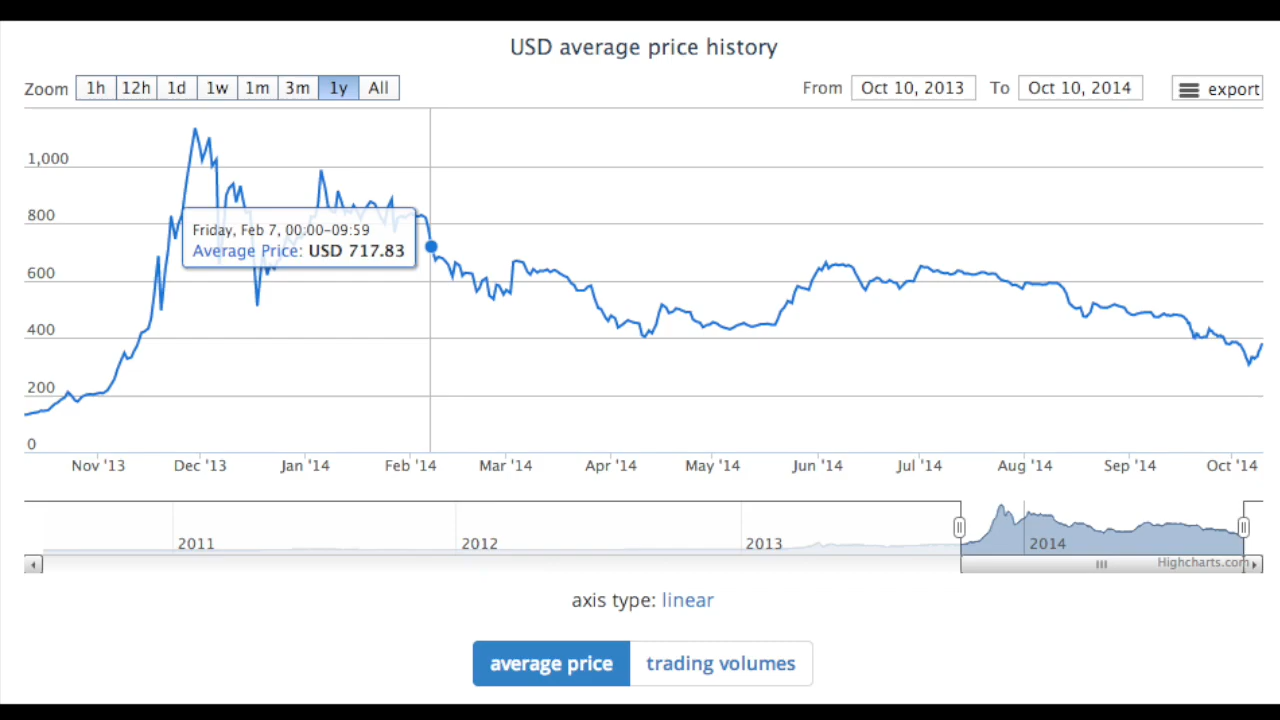 USD average price history
Zoom 1h 12h 1d 1w 1m 3m 1y All From Oct 10, 2013 To Oct 10, 2014 export
1,000
800
Friday, Feb 7, 00:00-09:59
Average Price: USD 717.83
600
400
200
0
Nov '13 Dec '13 Jan '14 Feb '14 Mar '14 Apr '14 May '14 Jun '14 Jul '14 Aug '14 Sep '14 Oct '14
2011 2012 2013 2014
Highcharts.com
axis type: linear
average price trading volumes